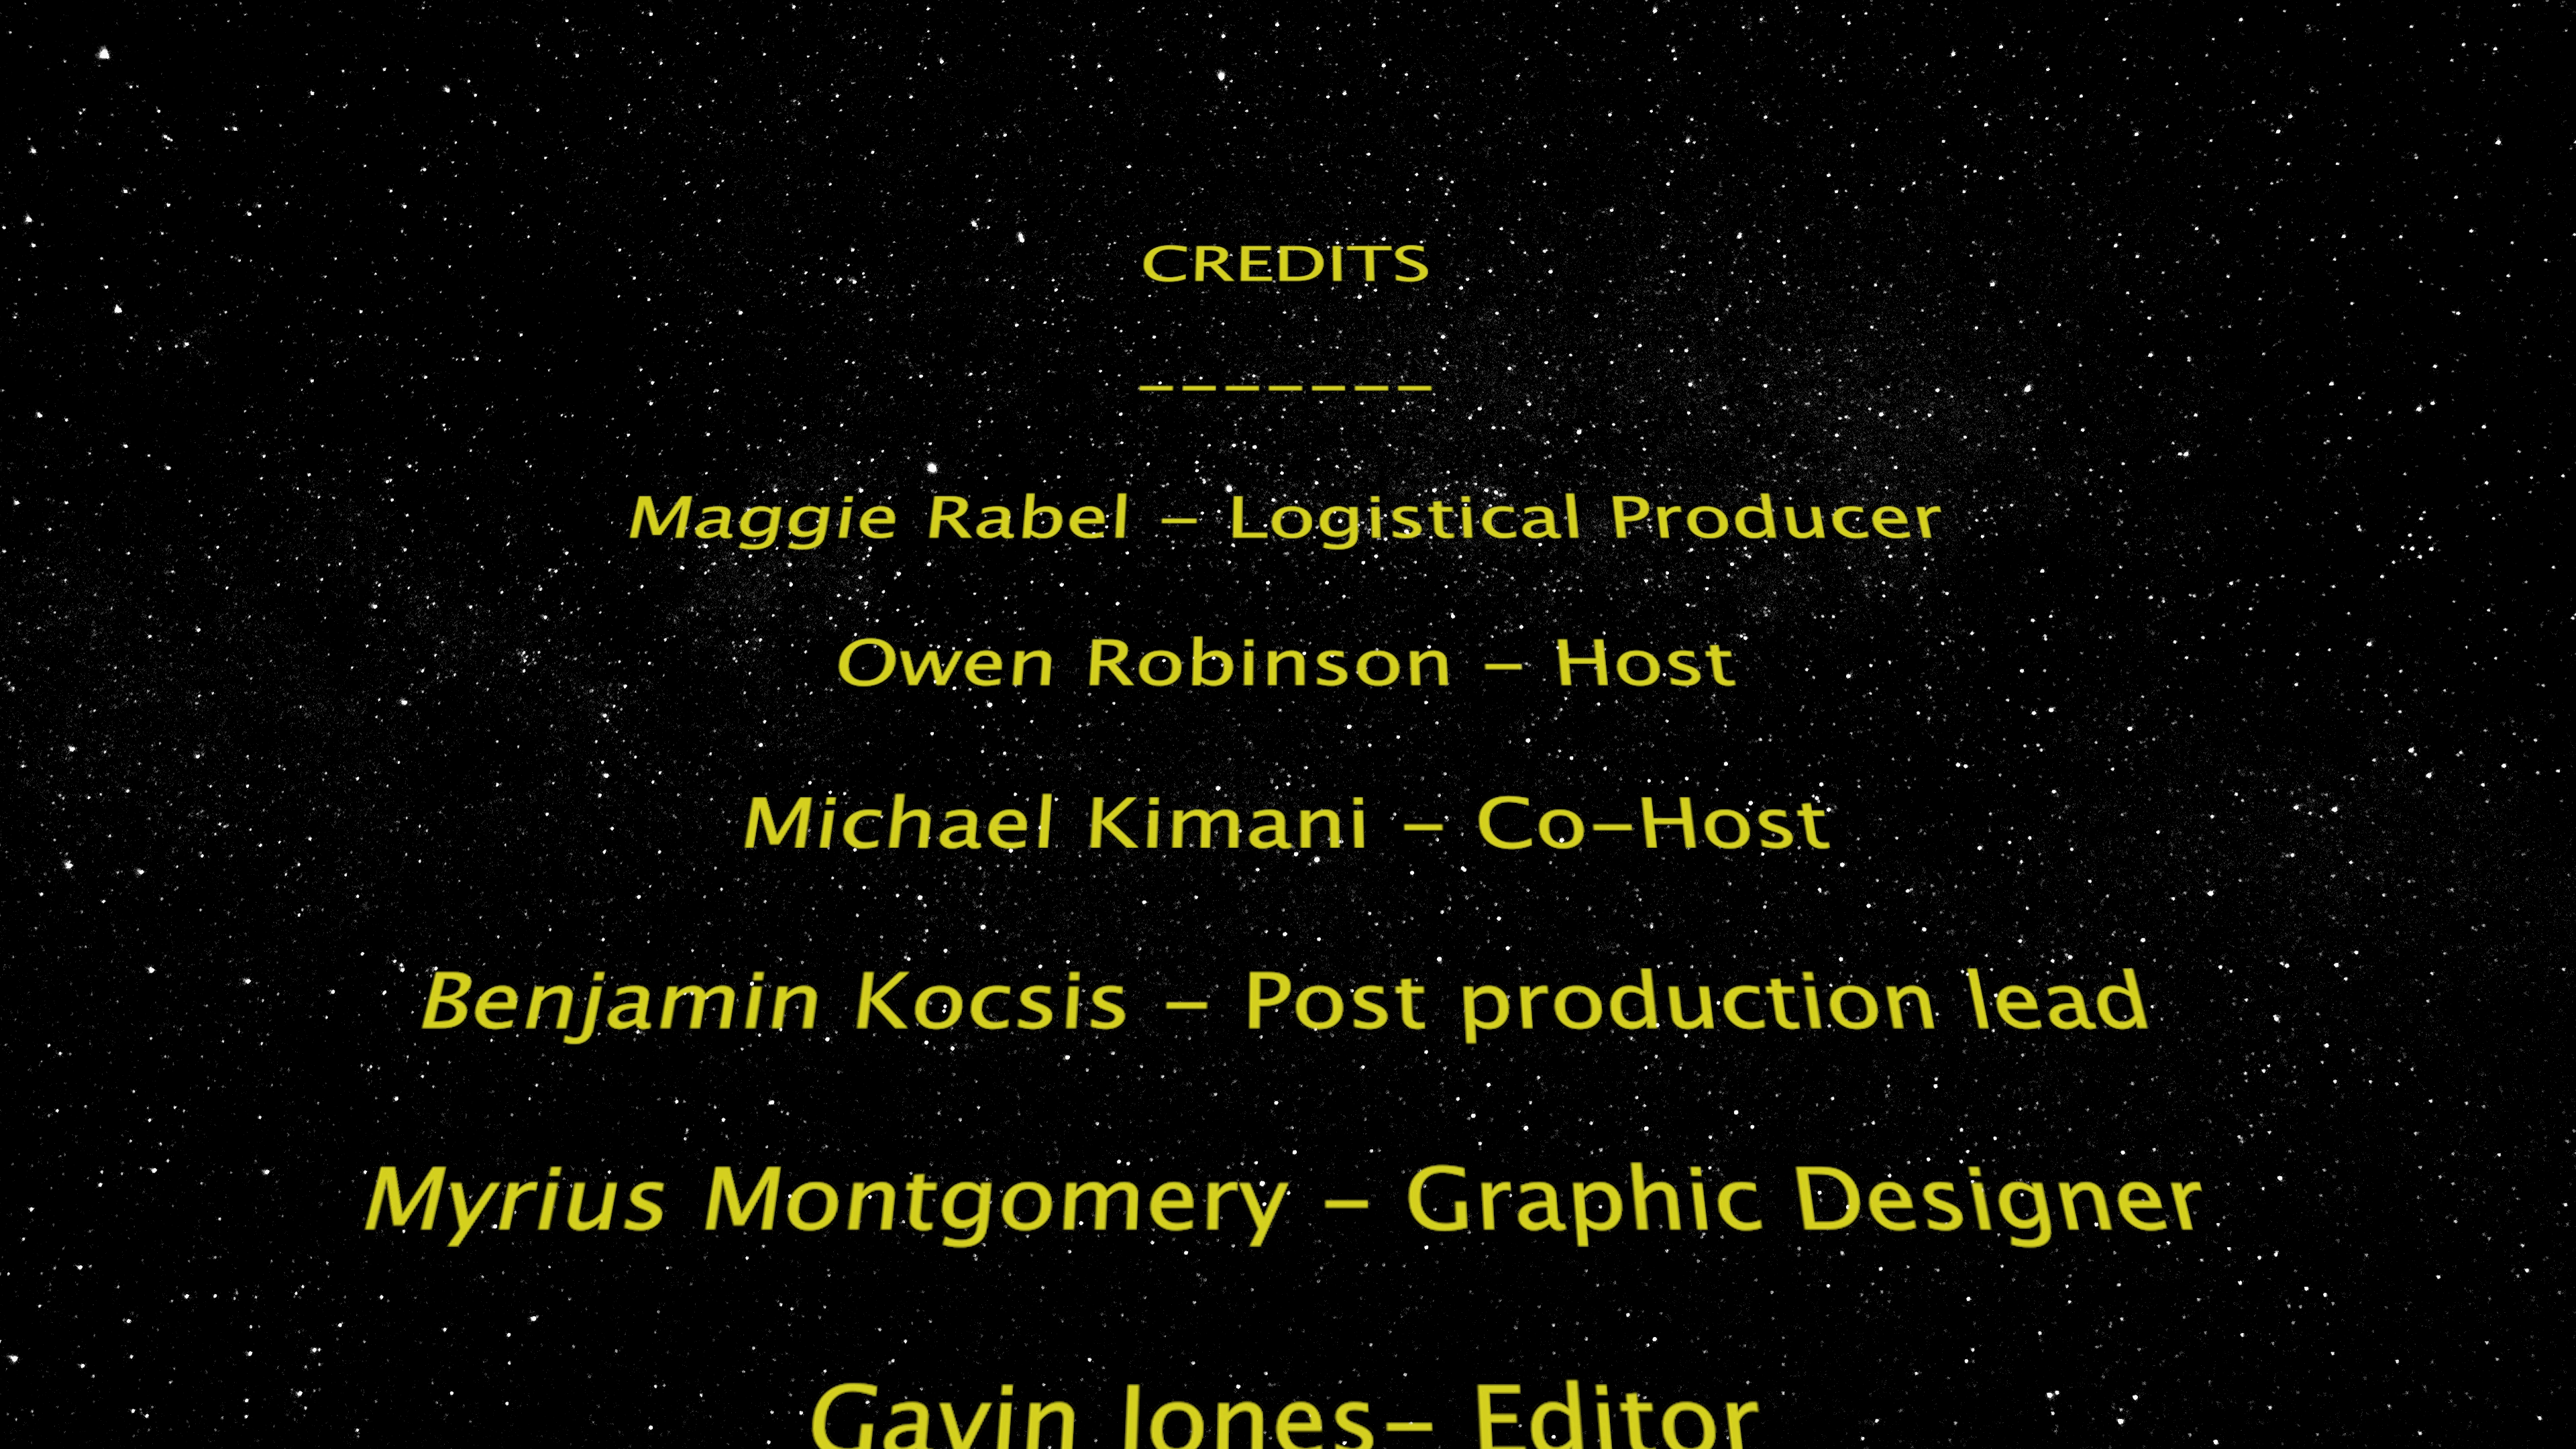 CREDITS
-------
Maggie Rabel - Logistical Producer
Owen Robinson - Host
Michael Kimani - Co-Host
Benjamin Kocsis - Post production lead
Myrius Montgomery - Graphic Designer
Gavin Jones- Editor